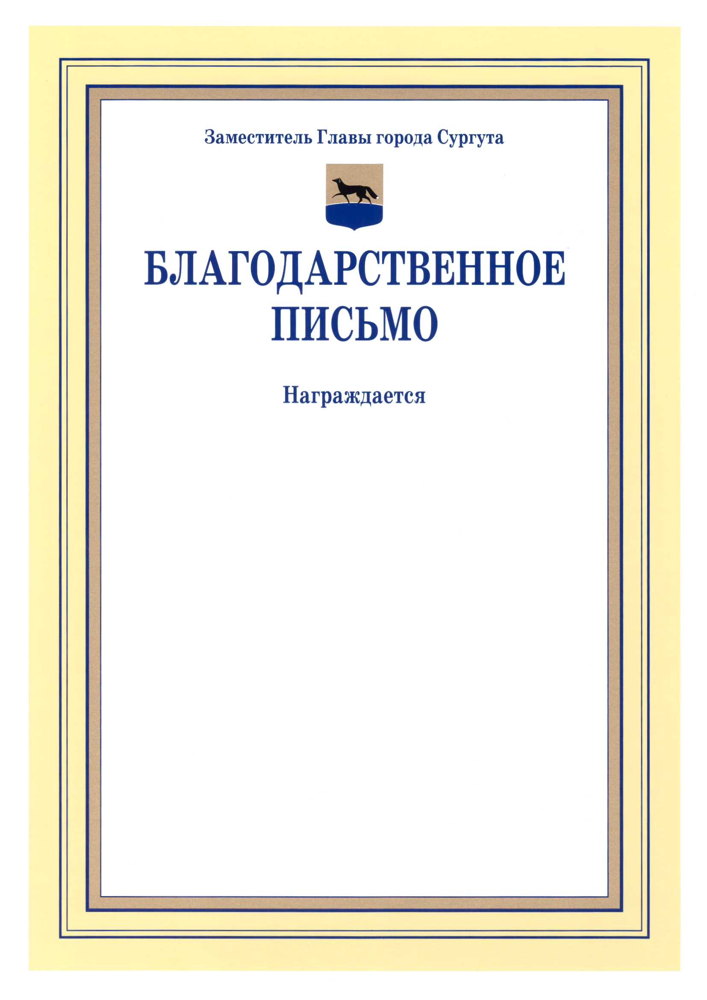 Заместитель Главы города Сургута
БЛАГОДАРСТВЕННОЕ
ПИСЬМО
Награждается